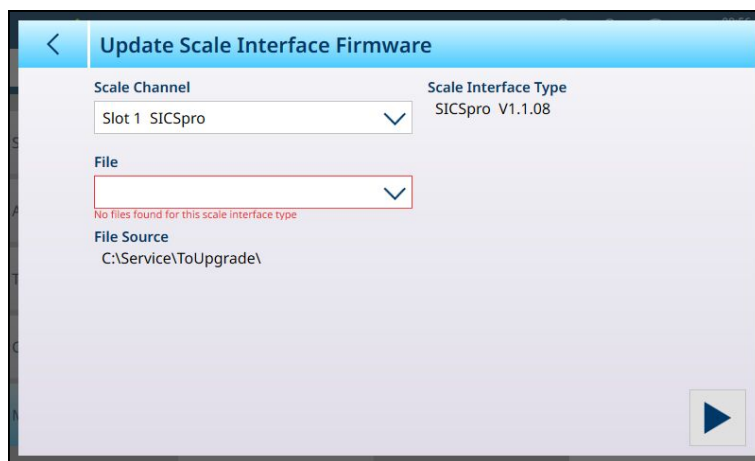 Update Scale Interface Firmware
Scale Channel
Slot 1 SICSpro
Scale Interface Type
SICSpro V1.1.08
File
No files found for this scale interface type
File Source
C:\Service\ToUpgrade\